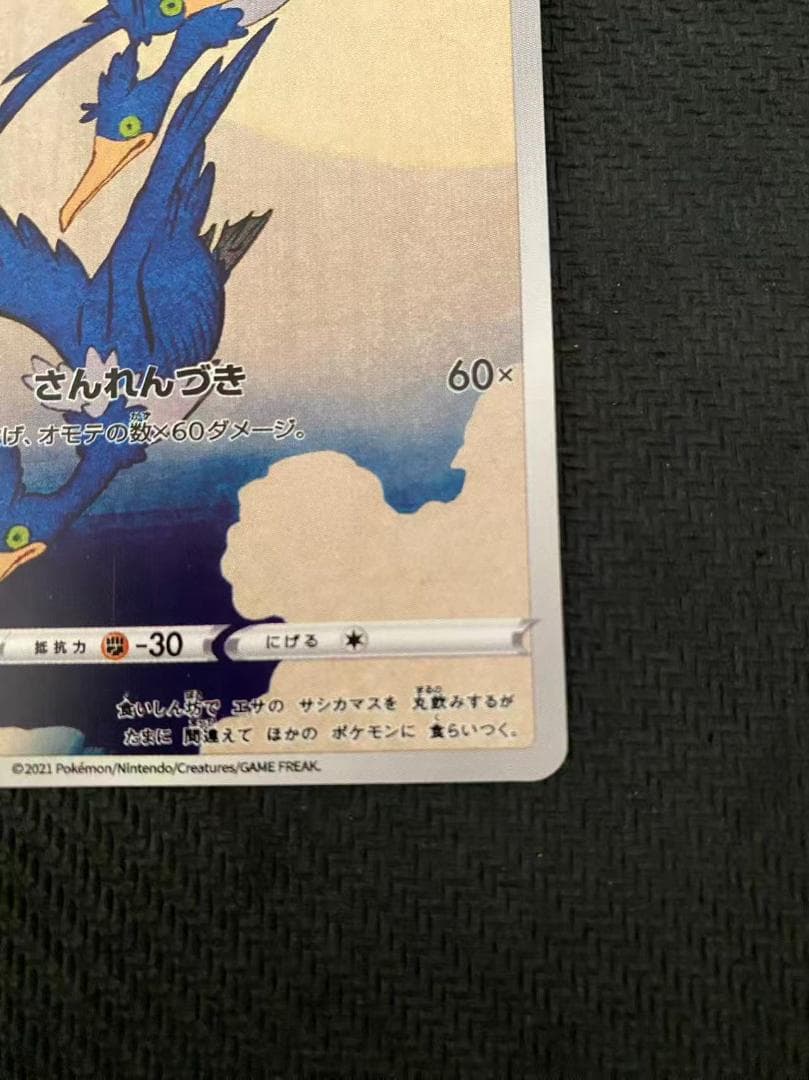 さんれんづき 60×
げ、オモテの数×60ダメージ。
抵抗力 -30 にげる
食いしん坊で エサの サシカマスを 丸飲みするが
たまに 間違えて ほかの ポケモンに 食らいつく。
©2021 Pokémon/Nintendo/Creatures/GAME FREAK.